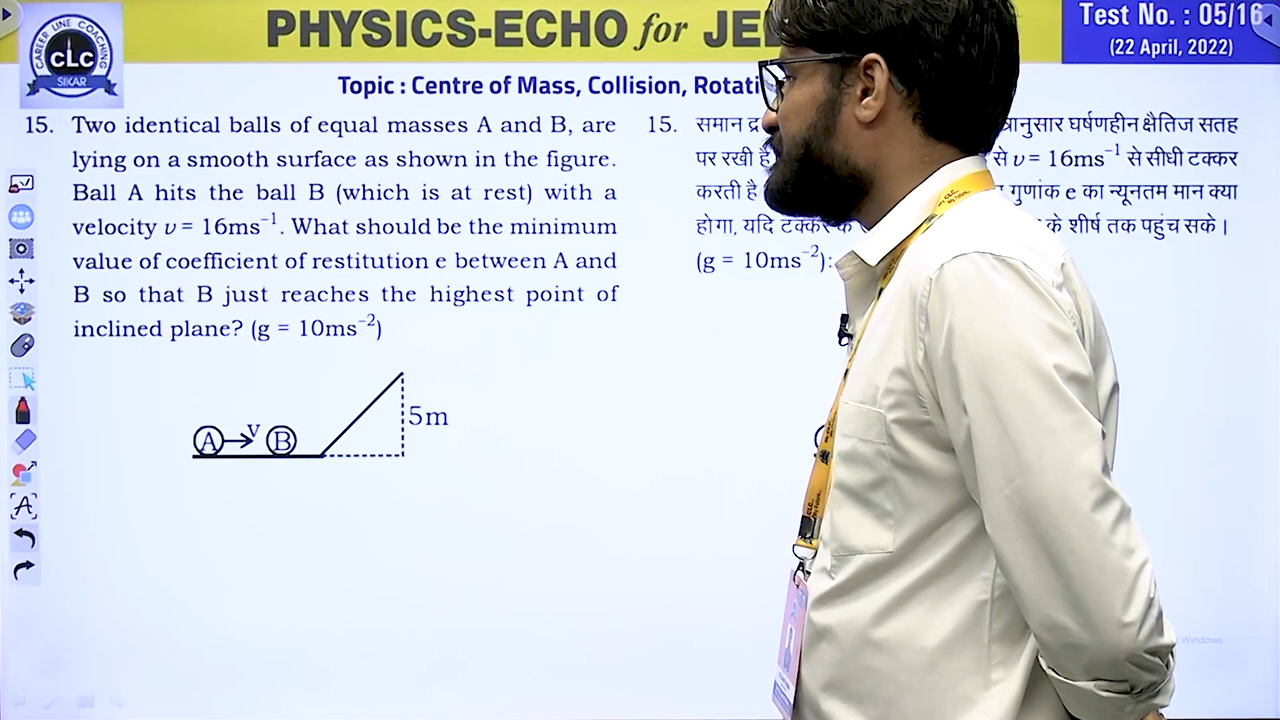 PHYSICS-ECHO for JE
Test No. : 05/16
(22 April, 2022)
CAREER LINE COACHING
CLC
SIKAR
Topic : Centre of Mass, Collision, Rotati
15. Two identical balls of equal masses A and B, are
lying on a smooth surface as shown in the figure.
Ball A hits the ball B (which is at rest) with a
velocity υ = 16ms⁻¹. What should be the minimum
value of coefficient of restitution e between A and
B so that B just reaches the highest point of
inclined plane? (g = 10ms⁻²)
A v B
5m
15. समान द्र त्रानुसार घर्षणहीन क्षैतिज सतह
पर रखी है से υ = 16ms⁻¹ से सीधी टक्कर
करती है गुणांक e का न्यूनतम मान क्या
होगा, यदि टक्कर के के शीर्ष तक पहुंच सके।
(g = 10ms⁻²):
Windows.